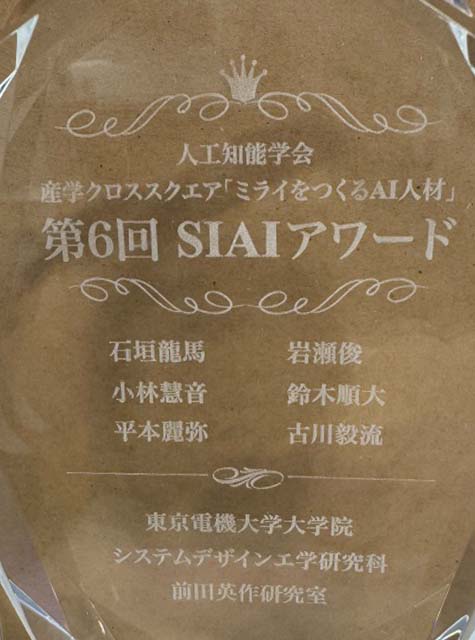 人工知能学会
産学クロススクエア「ミライをつくるAI人材」
第6回 SIAIアワード
石垣龍馬 岩瀬俊
小林慧音 鈴木順大
平本麗弥 古川毅流
東京電機大学大学院
システムデザイン工学研究科
前田英作研究室